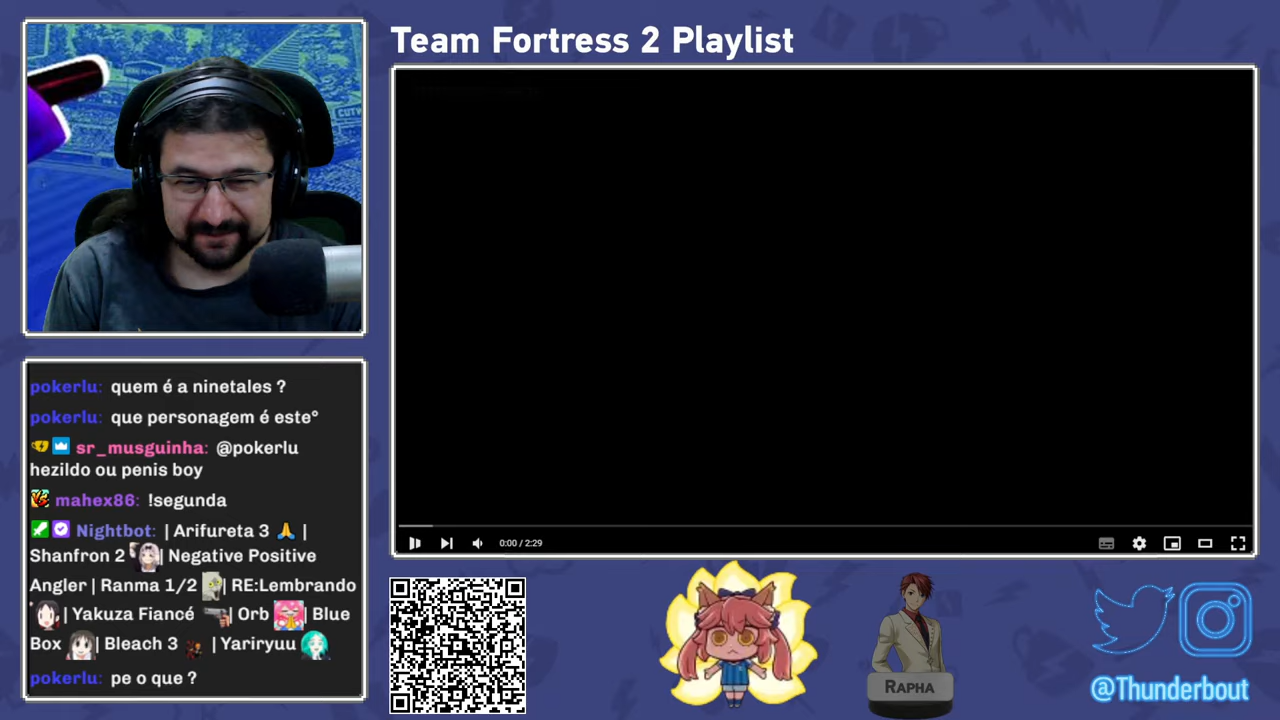 Team Fortress 2 Playlist
pokerlu: quem é a ninetales ?
pokerlu: que personagem é este°
sr_musguinha: @pokerlu
hezildo ou penis boy
mahex86: !segunda
Nightbot: | Arifureta 3 🙏 |
Shanfron 2 | Negative Positive
Angler | Ranma 1/2 | RE:Lembrando
| Yakuza Fiancé | Orb | Blue
Box | Bleach 3 | Yariryuu
pokerlu: pe o que ?
0:00 / 2:29
RAPHA
@Thunderbout